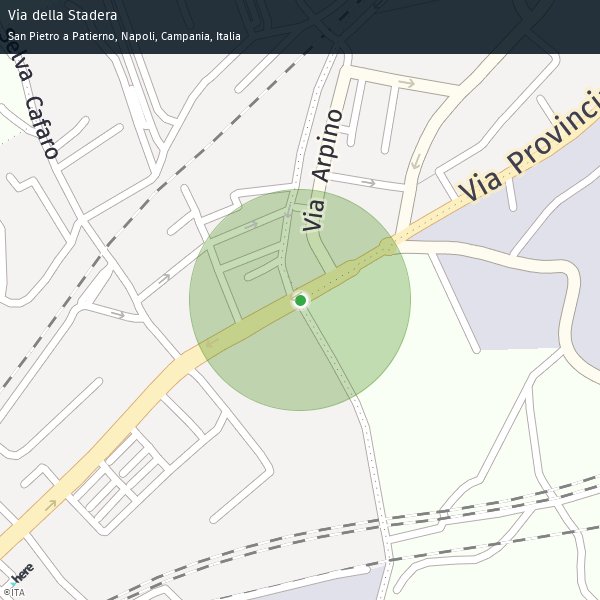 Via della Stadera
San Pietro a Patierno, Napoli, Campania, Italia
Selva Cafaro
Via Arpino
Via Provinci
here
©ITA